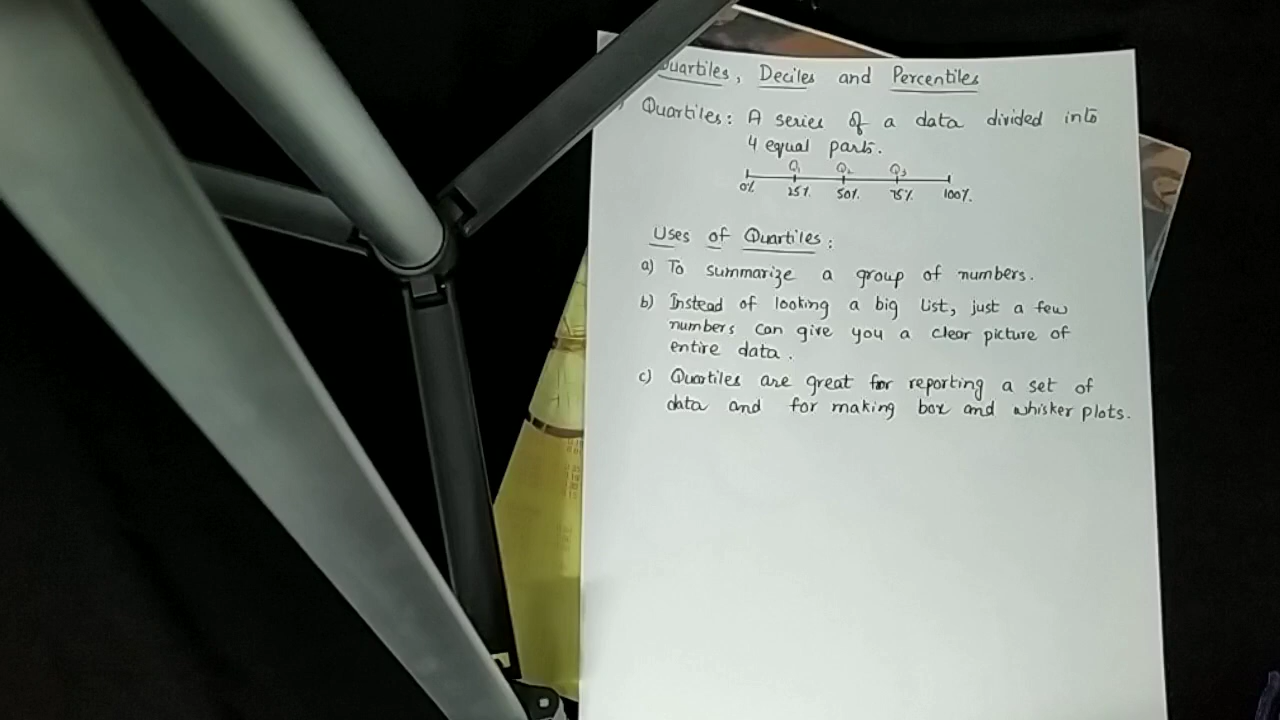 Quartiles, Deciles and Percentiles
Quartiles: A series of a data divided into
4 equal parts.
Q1 Q2 Q3
0% 25% 50% 75% 100%.
Uses of Quartiles:
a) To summarize a group of numbers.
b) Instead of looking a big list, just a few
numbers can give you a clear picture of
entire data.
c) Quartiles are great for reporting a set of
data and for making box and whisker plots.